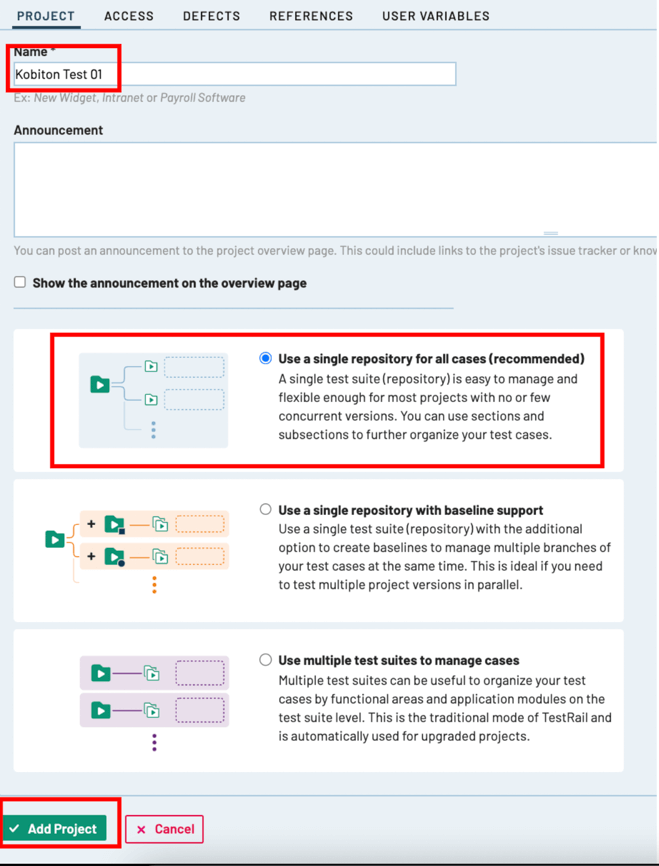 PROJECT ACCESS DEFECTS REFERENCES USER VARIABLES
Name *
Kobiton Test 01
Ex: New Widget, Intranet or Payroll Software
Announcement
You can post an announcement to the project overview page. This could include links to the project's issue tracker or know
Show the announcement on the overview page
Use a single repository for all cases (recommended)
A single test suite (repository) is easy to manage and
flexible enough for most projects with no or few
concurrent versions. You can use sections and
subsections to further organize your test cases.
Use a single repository with baseline support
Use a single test suite (repository) with the additional
option to create baselines to manage multiple branches of
your test cases at the same time. This is ideal if you need
to test multiple project versions in parallel.
Use multiple test suites to manage cases
Multiple test suites can be useful to organize your test
cases by functional areas and application modules on the
test suite level. This is the traditional mode of TestRail and
is automatically used for upgraded projects.
Add Project Cancel